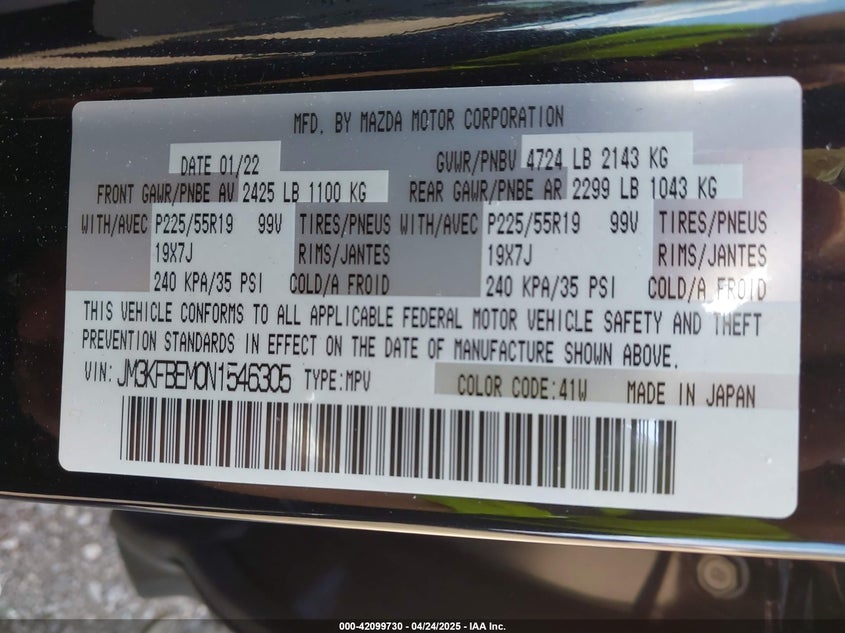 MFD. BY MAZDA MOTOR CORPORATION
DATE 01/22 GVWR/PNBV 4724 LB 2143 KG
FRONT GAWR/PNBE AV 2425 LB 1100 KG REAR GAWR/PNBE AR 2299 LB 1043 KG
WITH/AVEC P225/55R19 99V TIRES/PNEUS WITH/AVEC P225/55R19 99V TIRES/PNEUS
19X7J RIMS/JANTES 19X7J RIMS/JANTES
240 KPA/35 PSI COLD/A FROID 240 KPA/35 PSI COLD/A FROID
THIS VEHICLE CONFORMS TO ALL APPLICABLE FEDERAL MOTOR VEHICLE SAFETY AND THEFT
PREVENTION STANDARDS IN EFFECT ON THE DATE OF MANUFACTURE SHOWN ABOVE.
VIN: JM3KFBEM0N1546305 TYPE:MPV COLOR CODE:41W MADE IN JAPAN
000-42099730 - 04/24/2025 - IAA Inc.